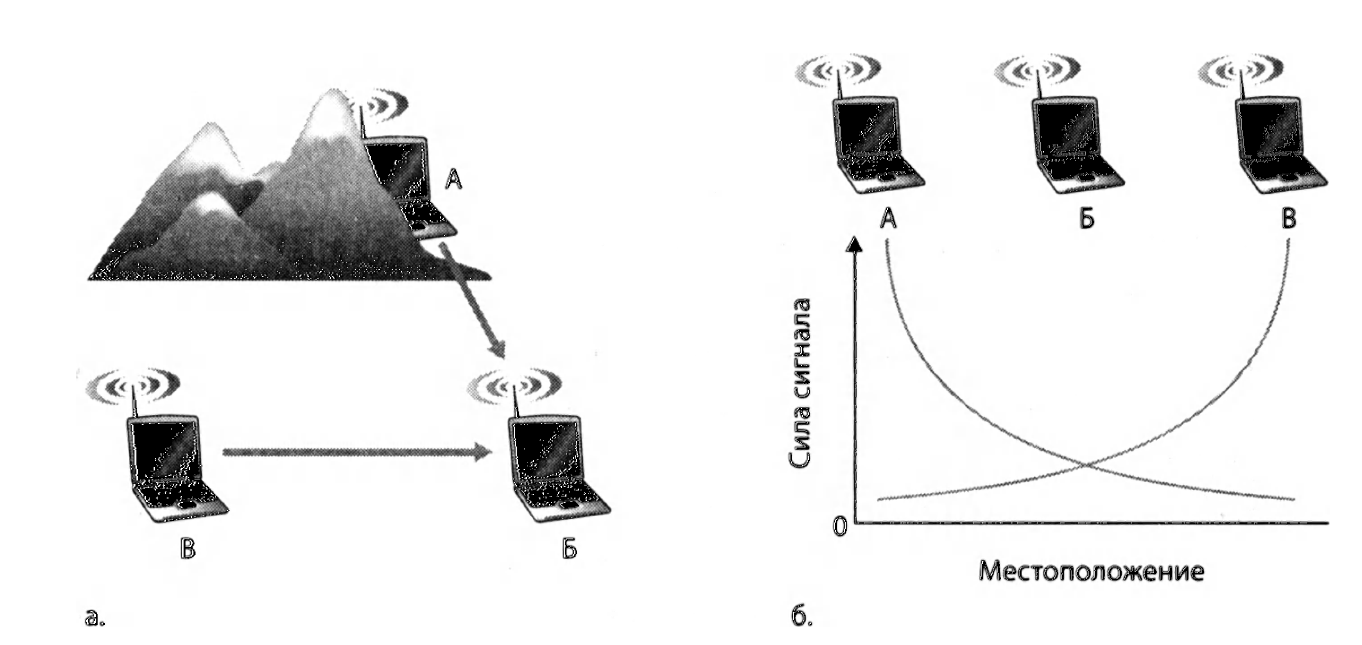 А
В
Б
а.
А
Б
В
Сила сигнала
0
Местоположение
б.